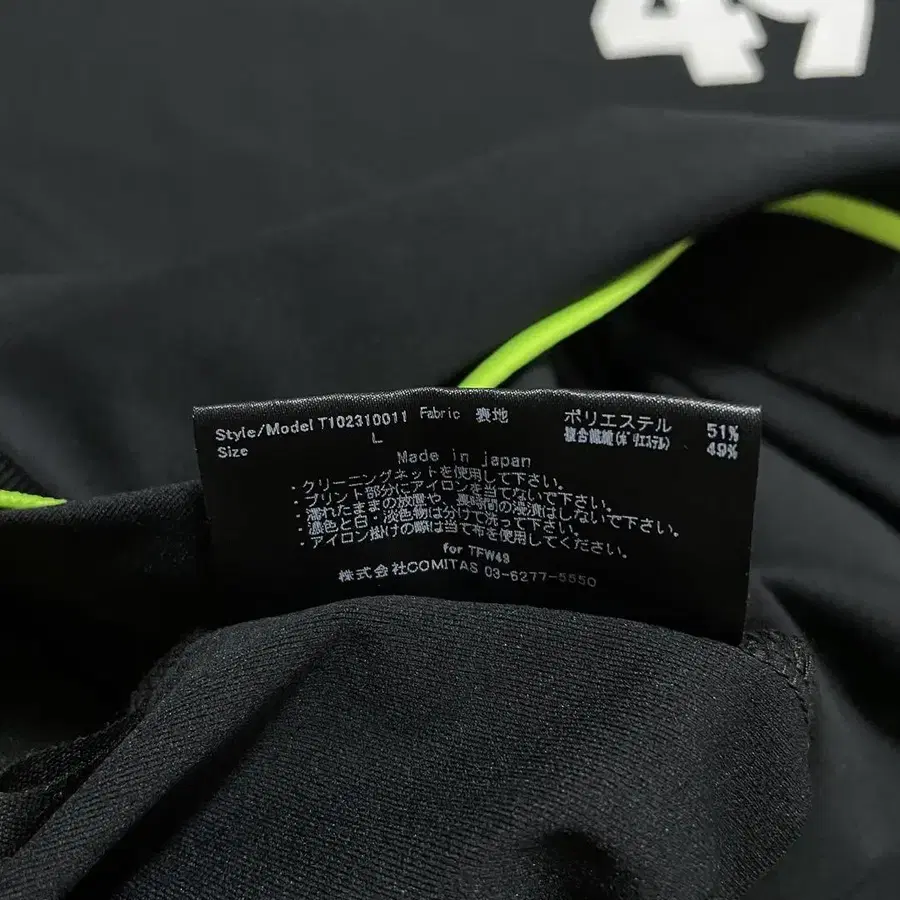 49
Style/Model T102310011 Fabric 表地 ポリエステル 51%
Size L 複合繊維(ポリエステル) 49%
Made in japan
・クリーニングネットを使用して下さい。
・プリント部分にアイロンを当てないで下さい。
・濡れたままの放置や、長時間の浸漬はしないで下さい。
・濃色と白・淡色物は分けて洗って下さい。
・アイロン掛けの際は当て布を使用してください。
for TFW49
株式会社COMITAS 03-6277-5550